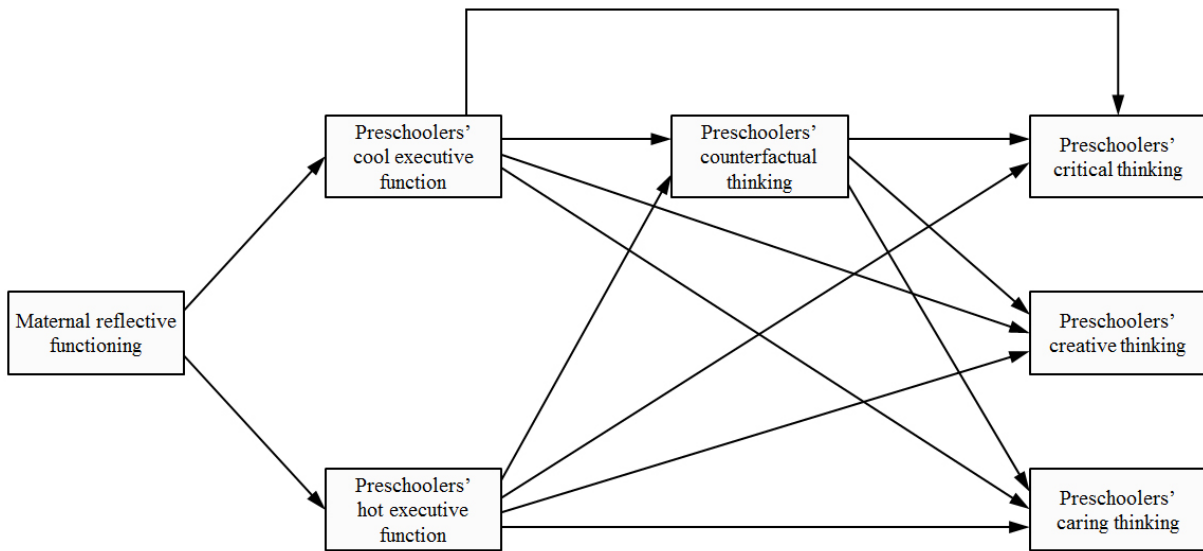 Preschoolers’
cool executive
function
Preschoolers’
counterfactual
thinking
Preschoolers’
critical thinking
Maternal reflective
functioning
Preschoolers’
creative thinking
Preschoolers’
hot executive
function
Preschoolers’
caring thinking